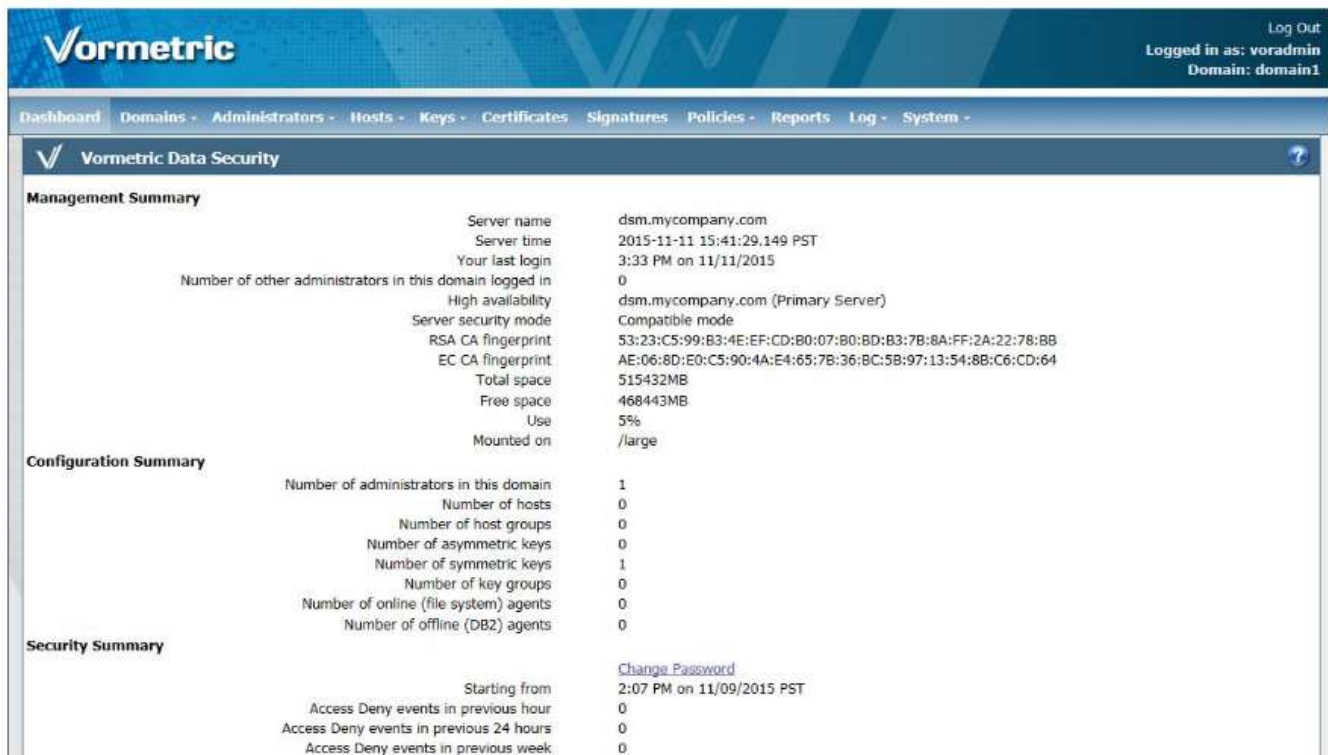 Vormetric
Log Out
Logged in as: voradmin
Domain: domain1
Dashboard Domains - Administrators - Hosts - Keys - Certificates Signatures Policies - Reports Log - System -
Vormetric Data Security ?
Management Summary
Server name dsm.mycompany.com
Server time 2015-11-11 15:41:29.149 PST
Your last login 3:33 PM on 11/11/2015
Number of other administrators in this domain logged in 0
High availability dsm.mycompany.com (Primary Server)
Server security mode Compatible mode
RSA CA fingerprint 53:23:C5:99:B3:4E:EF:CD:B0:07:B0:BD:B3:7B:8A:FF:2A:22:78:BB
EC CA fingerprint AE:06:8D:E0:C5:90:4A:E4:65:7B:36:BC:5B:97:13:54:8B:C6:CD:64
Total space 515432MB
Free space 468443MB
Use 5%
Mounted on /large
Configuration Summary
Number of administrators in this domain 1
Number of hosts 0
Number of host groups 0
Number of asymmetric keys 0
Number of symmetric keys 1
Number of key groups 0
Number of online (file system) agents 0
Number of offline (DB2) agents 0
Security Summary
Change Password
Starting from 2:07 PM on 11/09/2015 PST
Access Deny events in previous hour 0
Access Deny events in previous 24 hours 0
Access Deny events in previous week 0